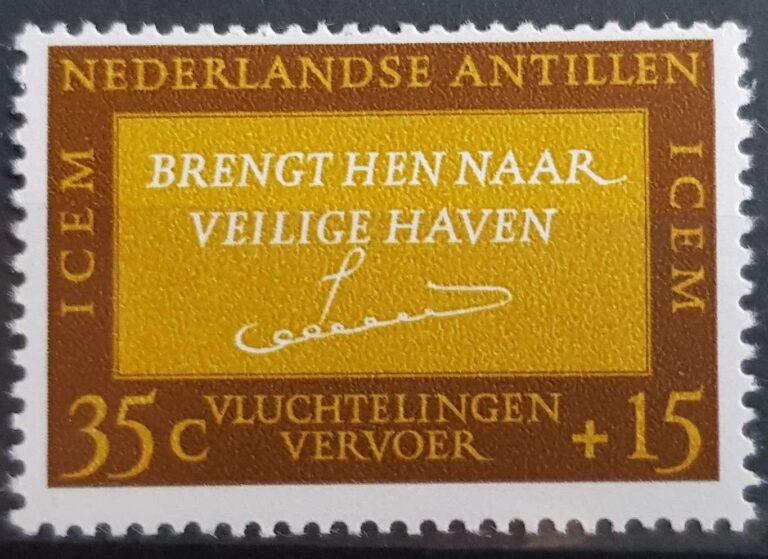 NEDERLANDSE ANTILLEN
ICEM
BRENGT HEN NAAR
VEILIGE HAVEN
ICEM
35c
VLUCHTELINGEN
VERVOER
+15